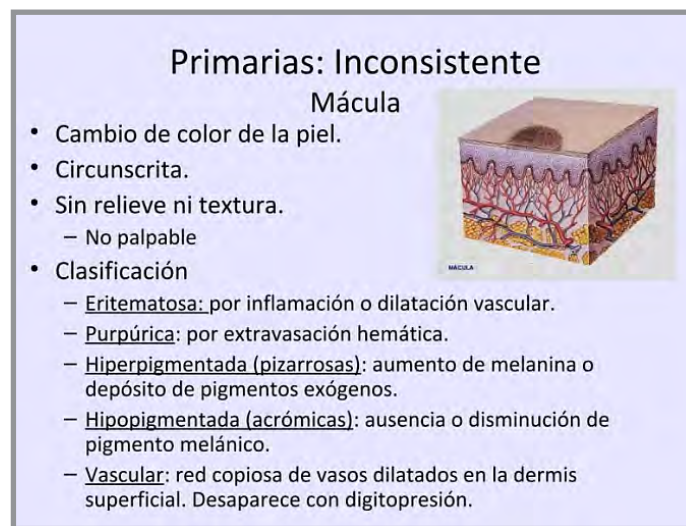 Primarias: Inconsistente
Mácula
• Cambio de color de la piel.
• Circunscrita.
• Sin relieve ni textura.
– No palpable
• Clasificación
– Eritematosa: por inflamación o dilatación vascular.
– Purpúrica: por extravasación hemática.
– Hiperpigmentada (pizarrosas): aumento de melanina o
depósito de pigmentos exógenos.
– Hipopigmentada (acrómicas): ausencia o disminución de
pigmento melánico.
– Vascular: red copiosa de vasos dilatados en la dermis
superficial. Desaparece con digitopresión.
MÁCULA